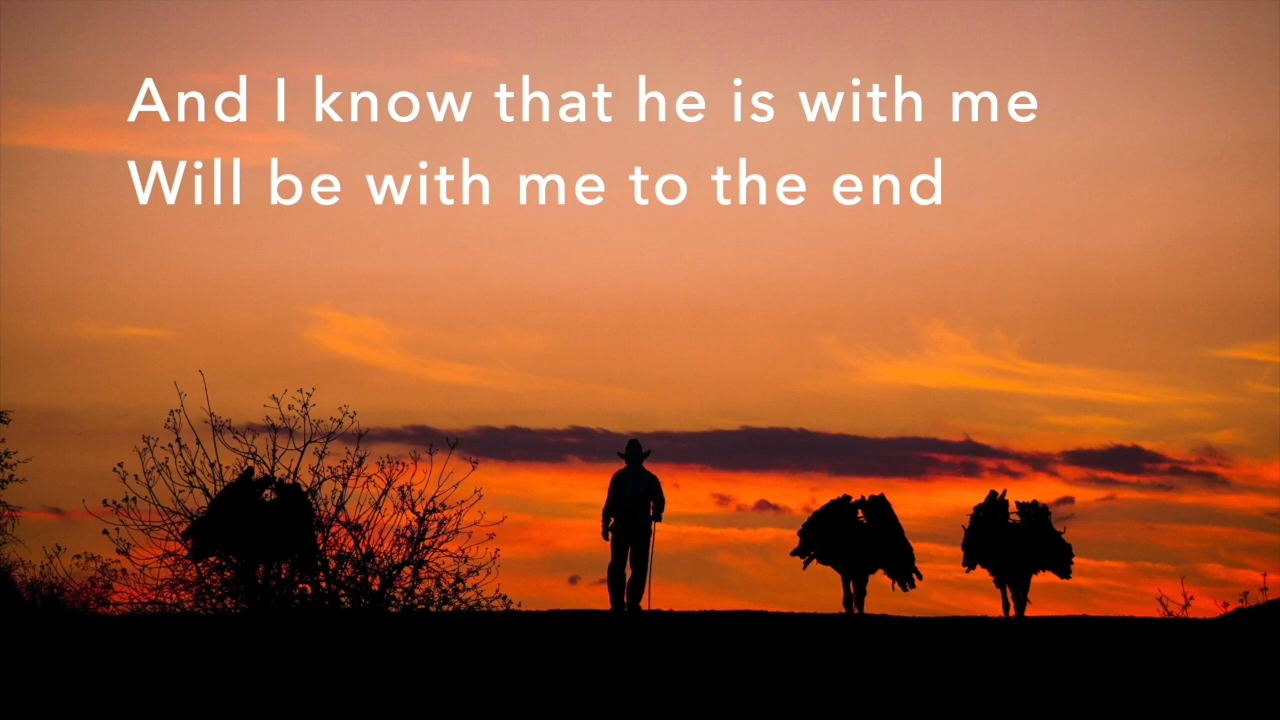 And I know that he is with me
Will be with me to the end